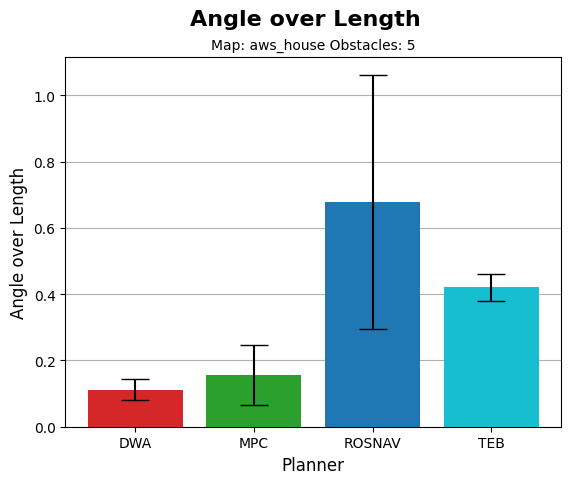 Angle over Length
Map: aws_house Obstacles: 5
Angle over Length
1.0
0.8
0.6
0.4
0.2
0.0
DWA
MPC
ROSNAV
TEB
Planner